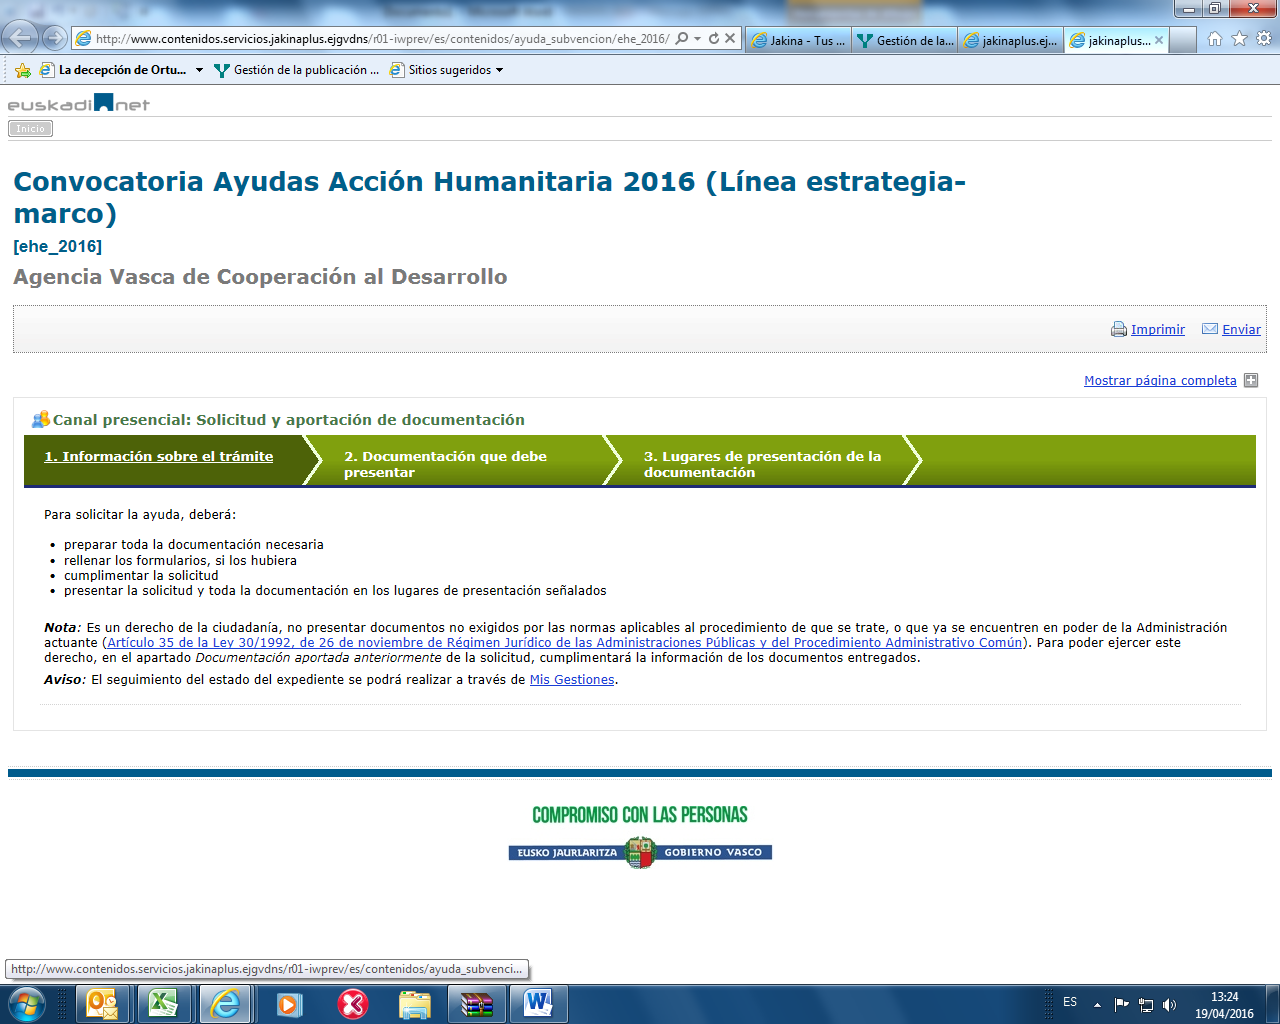 http://www.contenidos.servicios.jakinaplus.ejgvdns/r01-iwprev/es/contenidos/ayuda_subvencion/ehe_2016/
Jakina - Tus ...
Gestión de la...
jakinaplus.ej...
jakinaplus...
La decepción de Ortu...
Gestión de la publicación ...
Sitios sugeridos
euskadi.net
Inicio
Convocatoria Ayudas Acción Humanitaria 2016 (Línea estrategia-
marco)
[ehe_2016]
Agencia Vasca de Cooperación al Desarrollo
Imprimir
Enviar
Mostrar página completa
Canal presencial: Solicitud y aportación de documentación
1. Información sobre el trámite
2. Documentación que debe
presentar
3. Lugares de presentación de la
documentación
Para solicitar la ayuda, deberá:
• preparar toda la documentación necesaria
• rellenar los formularios, si los hubiera
• cumplimentar la solicitud
• presentar la solicitud y toda la documentación en los lugares de presentación señalados
Nota: Es un derecho de la ciudadanía, no presentar documentos no exigidos por las normas aplicables al procedimiento de que se trate, o que ya se encuentren en poder de la Administración
actuante (Artículo 35 de la Ley 30/1992, de 26 de noviembre de Régimen Jurídico de las Administraciones Públicas y del Procedimiento Administrativo Común). Para poder ejercer este
derecho, en el apartado Documentación aportada anteriormente de la solicitud, cumplimentará la información de los documentos entregados.
Aviso: El seguimiento del estado del expediente se podrá realizar a través de Mis Gestiones.
COMPROMISO CON LAS PERSONAS
EUSKO JAURLARITZA
GOBIERNO VASCO
http://www.contenidos.servicios.jakinaplus.ejgvdns/r01-iwprev/es/contenidos/ayuda_subvenci...
ES
13:24
19/04/2016